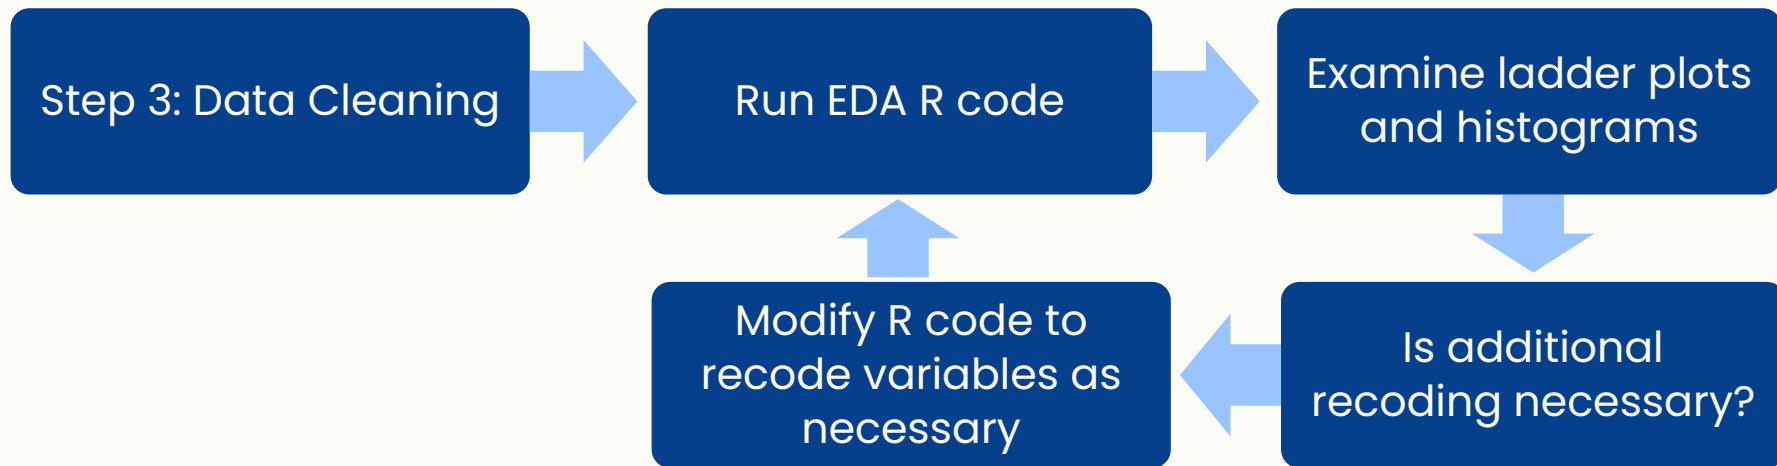 Step 3: Data Cleaning
Run EDA R code
Examine ladder plots
and histograms
Is additional
recoding necessary?
Modify R code to
recode variables as
necessary